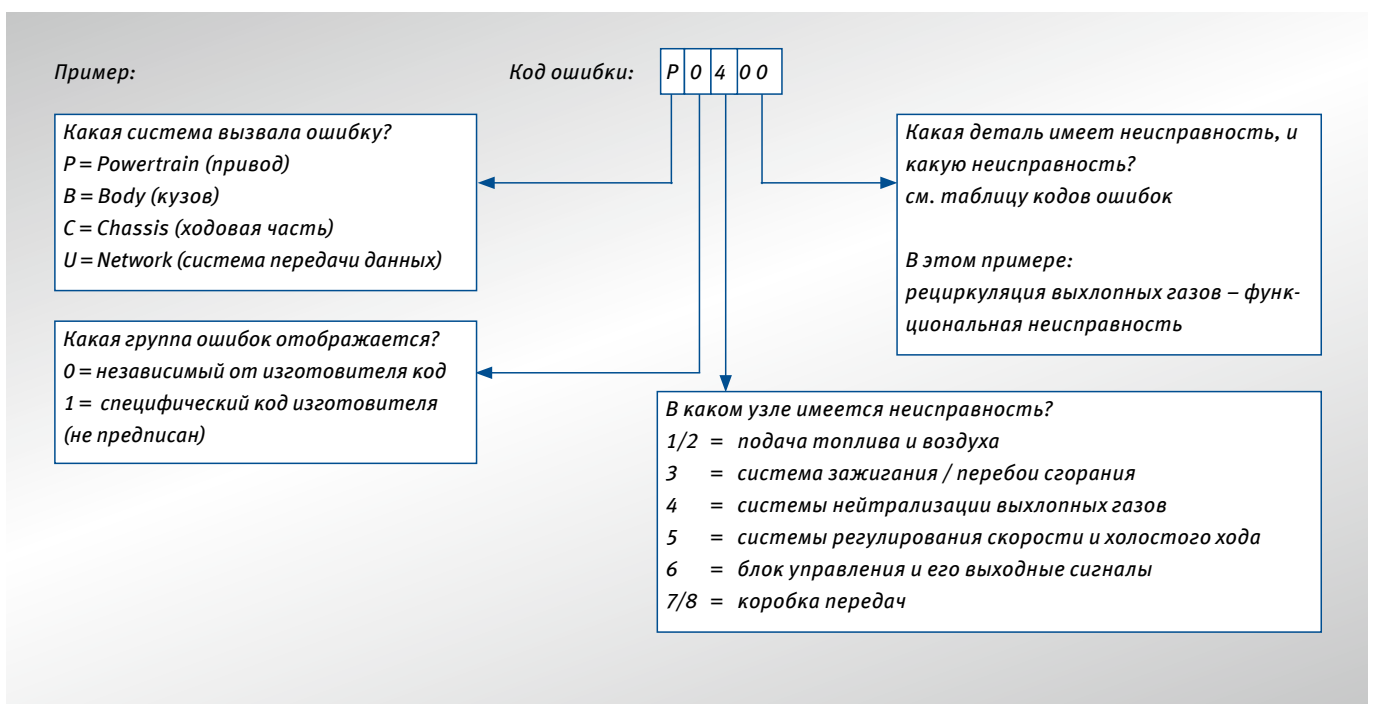 Пример:
Код ошибки:
P 0 4 0 0
Какая система вызвала ошибку?
P = Powertrain (привод)
B = Body (кузов)
C = Chassis (ходовая часть)
U = Network (система передачи данных)
Какая группа ошибок отображается?
0 = независимый от изготовителя код
1 = специфический код изготовителя
(не предписан)
Какая деталь имеет неисправность, и
какую неисправность?
см. таблицу кодов ошибок
В этом примере:
рециркуляция выхлопных газов – функ-
циональная неисправность
В каком узле имеется неисправность?
1/2 = подача топлива и воздуха
3 = система зажигания / перебои сгорания
4 = системы нейтрализации выхлопных газов
5 = системы регулирования скорости и холостого хода
6 = блок управления и его выходные сигналы
7/8 = коробка передач